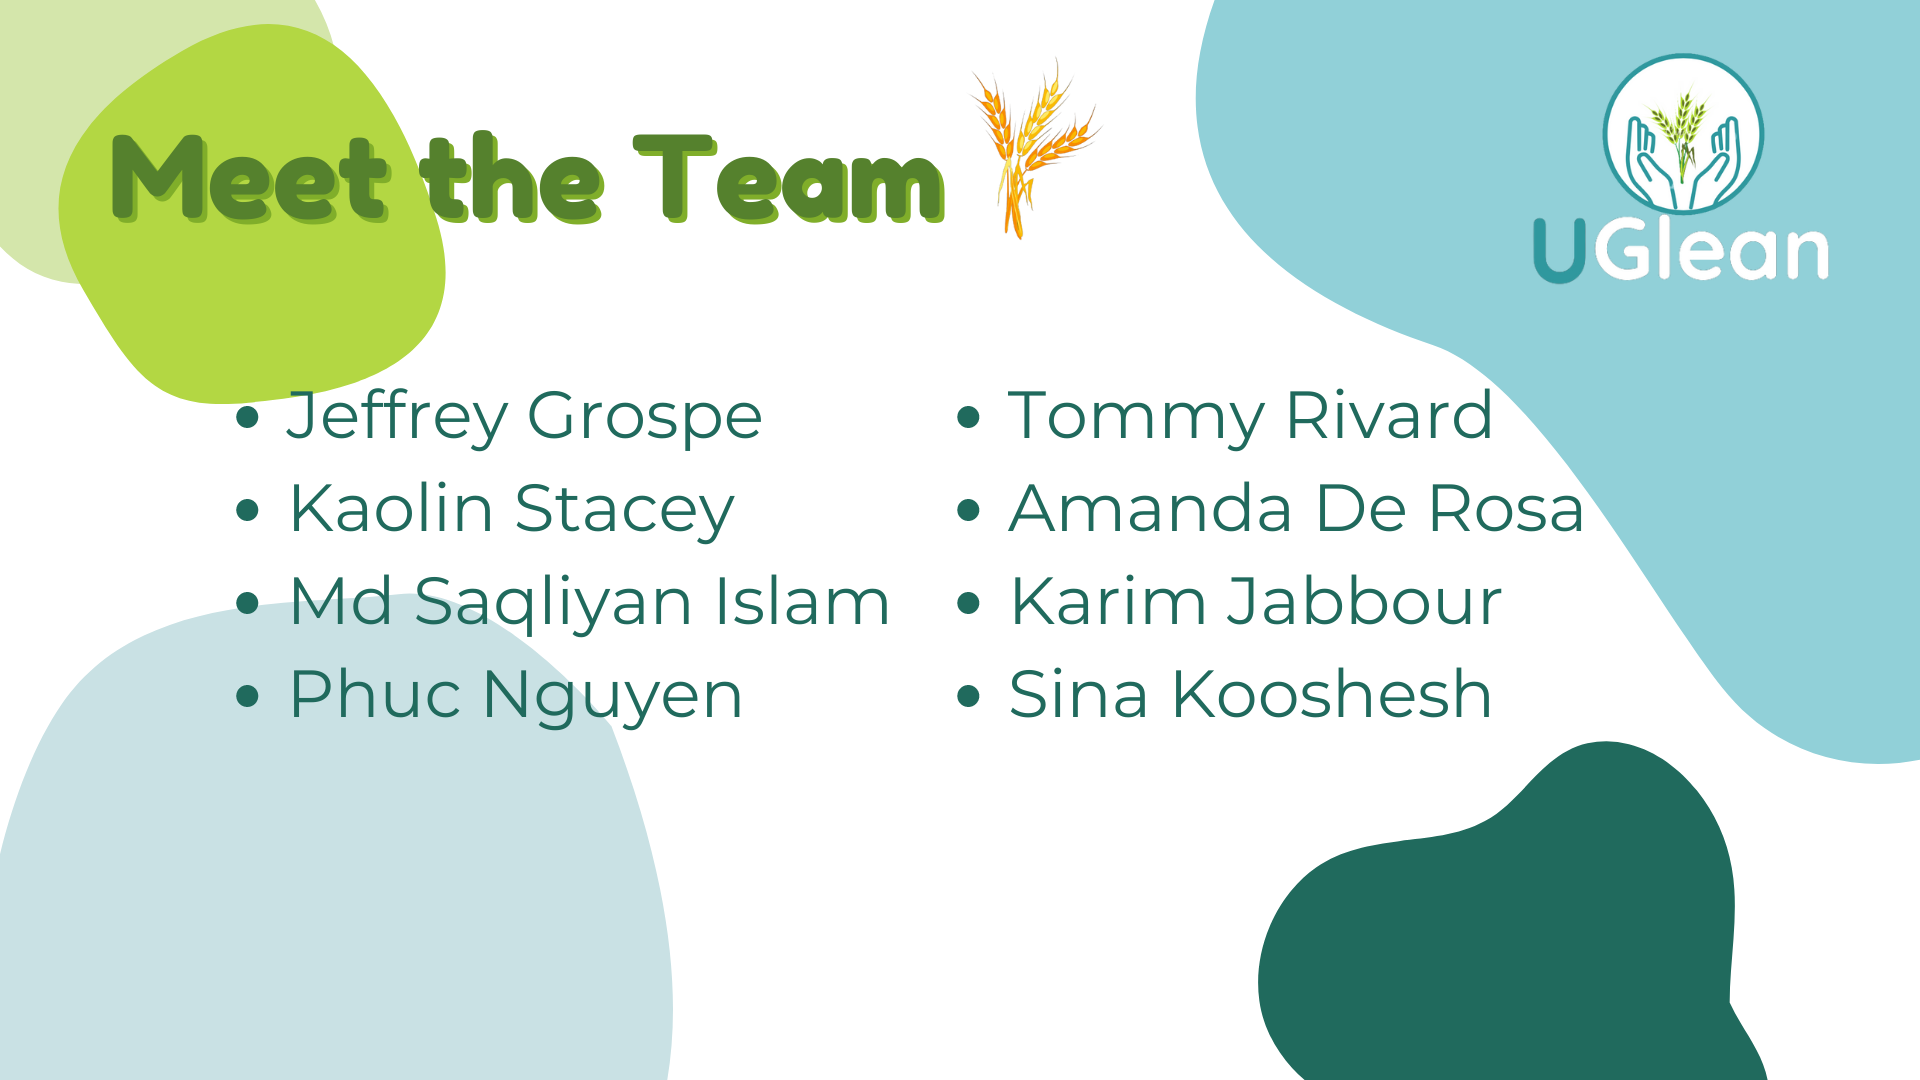 Meet the Team
UGlean
Jeffrey Grospe
Kaolin Stacey
Md Saqliyan Islam
Phuc Nguyen
Tommy Rivard
Amanda De Rosa
Karim Jabbour
Sina Kooshesh